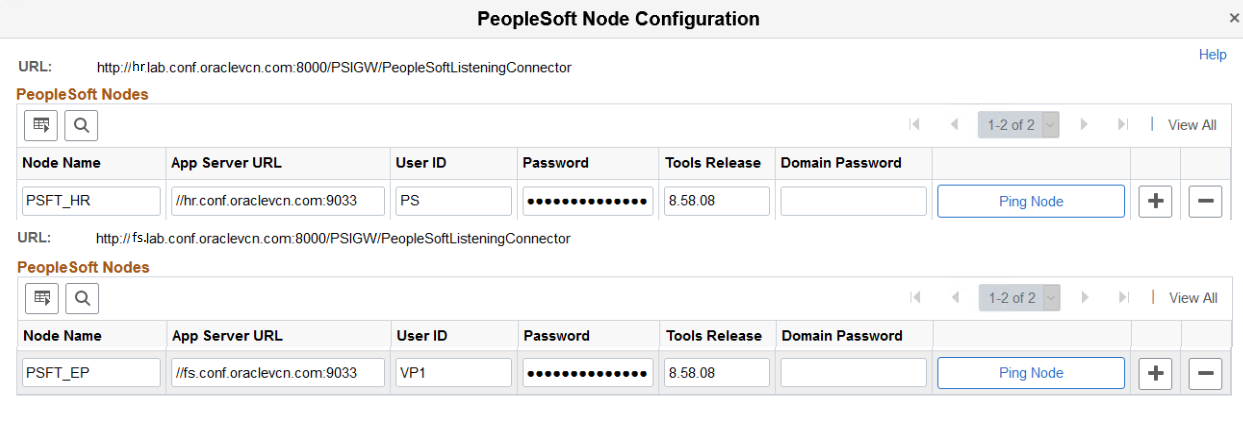 PeopleSoft Node Configuration ×
Help
URL: http://hr.lab.conf.oraclevcn.com:8000/PSIGW/PeopleSoftListeningConnector
PeopleSoft Nodes
1-2 of 2 | View All
Node Name App Server URL User ID Password Tools Release Domain Password
PSFT_HR //hr.conf.oraclevcn.com:9033 PS •••••••••••••• 8.58.08 Ping Node + −
URL: http://fs.lab.conf.oraclevcn.com:8000/PSIGW/PeopleSoftListeningConnector
PeopleSoft Nodes
1-2 of 2 | View All
Node Name App Server URL User ID Password Tools Release Domain Password
PSFT_EP //fs.conf.oraclevcn.com:9033 VP1 •••••••••••••• 8.58.08 Ping Node + −